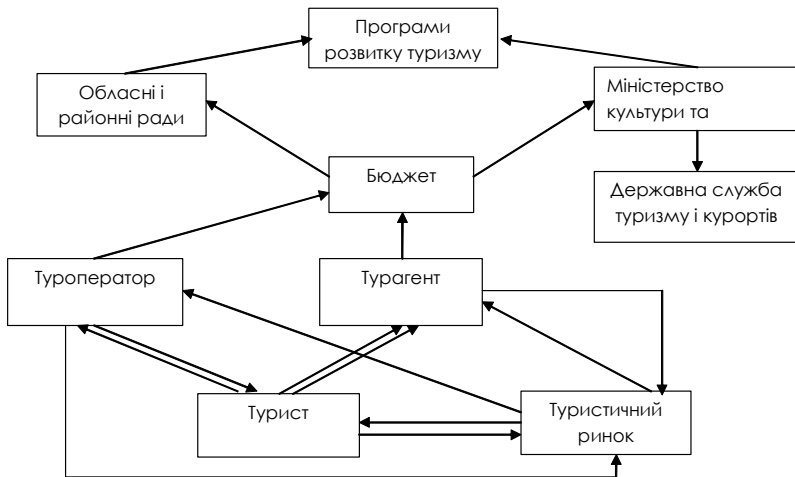 Програми
розвитку туризму
Обласні і
районні ради
Міністерство
культури та
Бюджет
Державна служба
туризму і курортів
Туроператор
Турагент
Турист
Туристичний
ринок